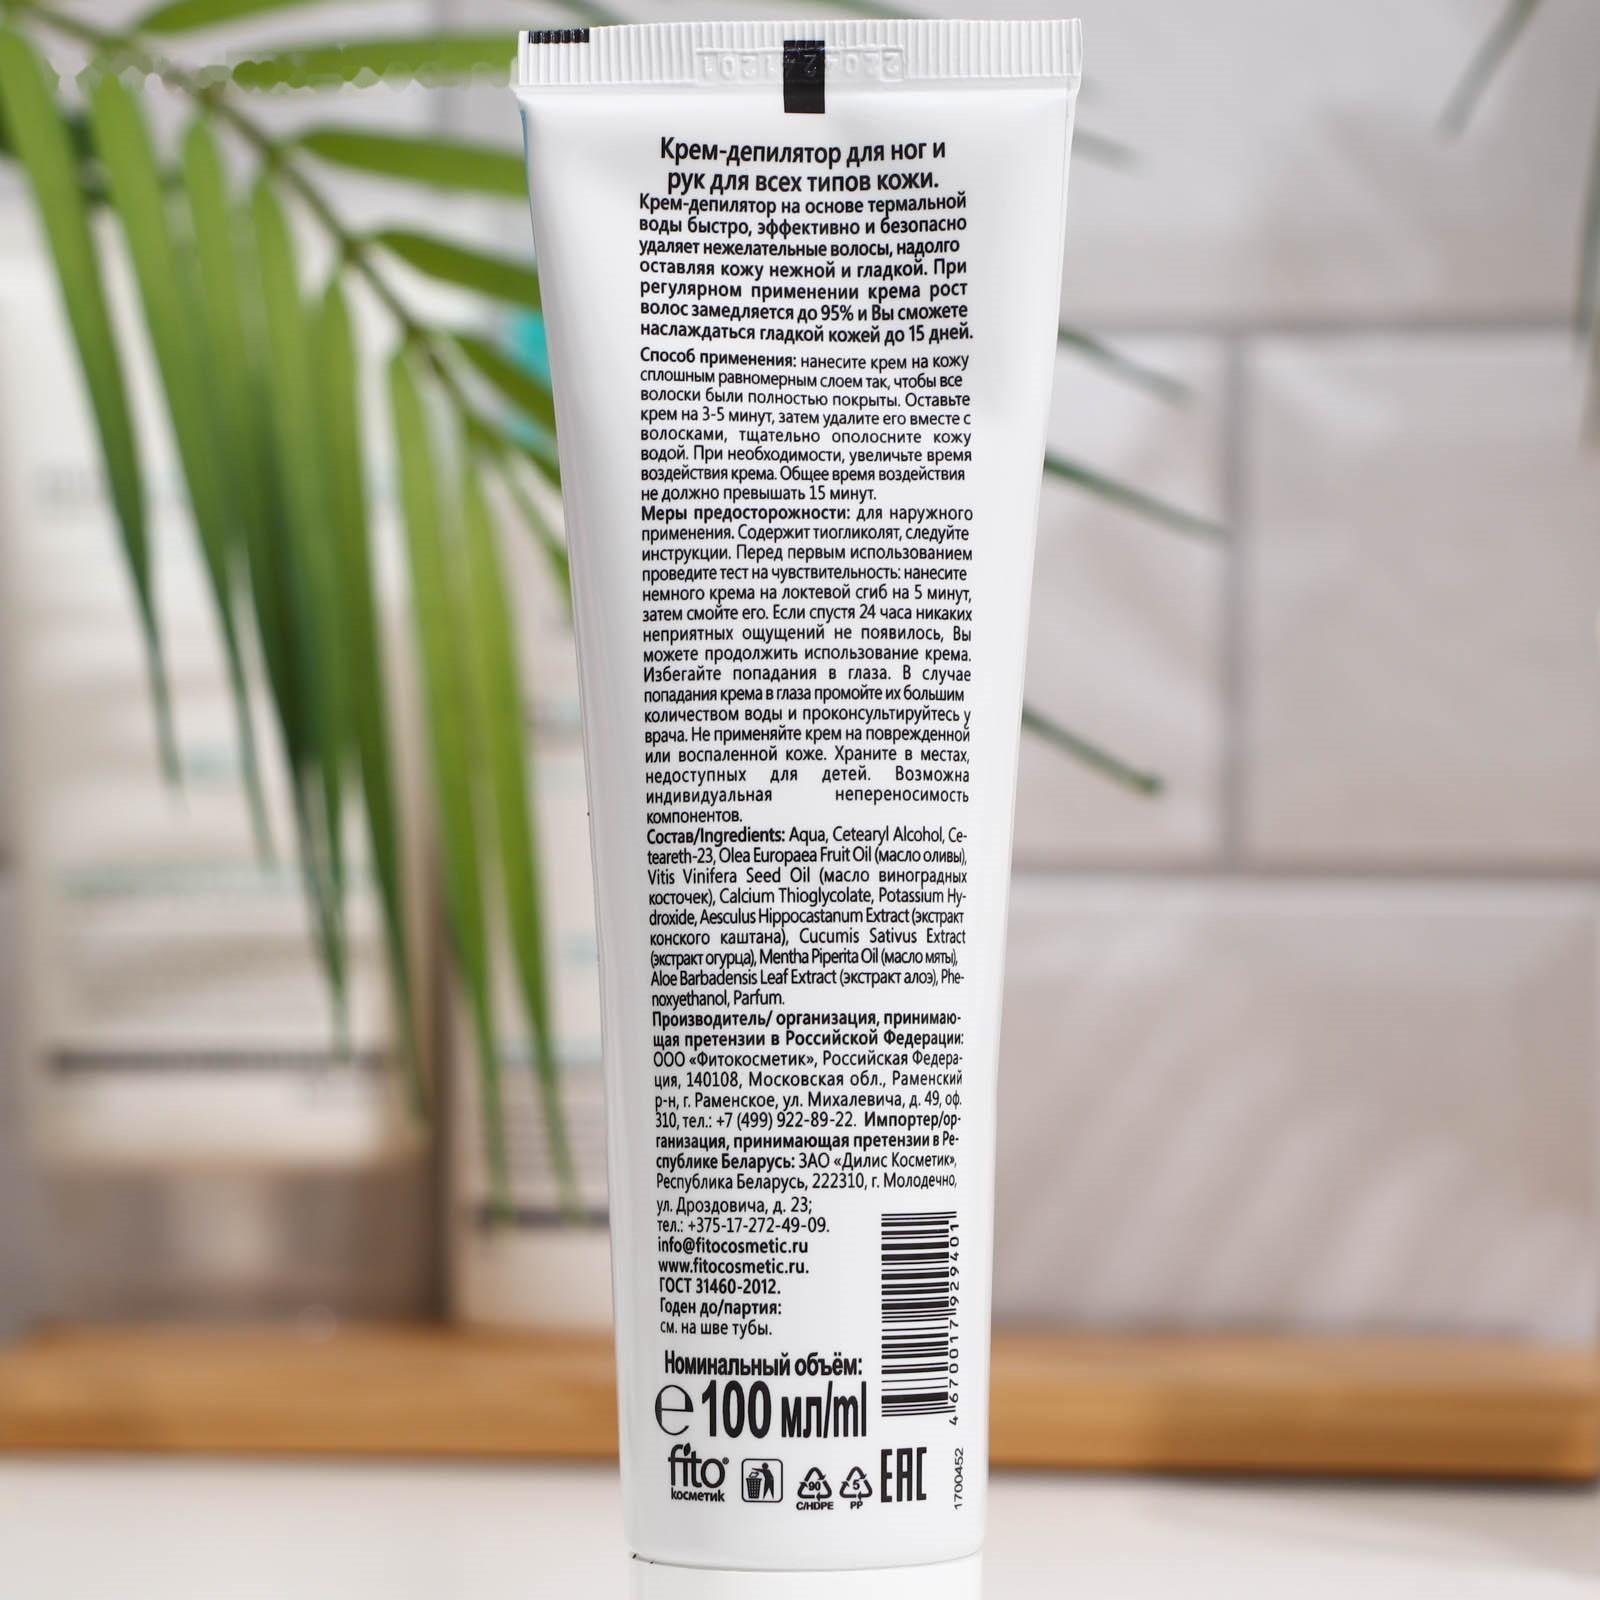 Крем-депилятор для ног и
рук для всех типов кожи.
Крем-депилятор на основе термальной
воды быстро, эффективно и безопасно
удаляет нежелательные волосы, надолго
оставляя кожу нежной и гладкой. При
регулярном применении крема рост
волос замедляется до 95% и Вы сможете
наслаждаться гладкой кожей до 15 дней.
Способ применения: нанесите крем на кожу
сплошным равномерным слоем так, чтобы все
волоски были полностью покрыты. Оставьте
крем на 3-5 минут, затем удалите его вместе с
волосками, тщательно ополосните кожу
водой. При необходимости, увеличьте время
воздействия крема. Общее время воздействия
не должно превышать 15 минут.
Меры предосторожности: для наружного
применения. Содержит тиогликолят, следуйте
инструкции. Перед первым использованием
проведите тест на чувствительность: нанесите
немного крема на локтевой сгиб на 5 минут,
затем смойте его. Если спустя 24 часа никаких
неприятных ощущений не появилось, Вы
можете продолжить использование крема.
Избегайте попадания в глаза. В случае
попадания крема в глаза промойте их большим
количеством воды и проконсультируйтесь у
врача. Не применяйте крем на поврежденной
или воспаленной коже. Храните в местах,
недоступных для детей. Возможна
индивидуальная непереносимость
компонентов.
Состав/Ingredients: Aqua, Cetearyl Alcohol, Ce-
teareth-23, Olea Europaea Fruit Oil (масло оливы),
Vitis Vinifera Seed Oil (масло виноградных
косточек), Calcium Thioglycolate, Potassium Hy-
droxide, Aesculus Hippocastanum Extract (экстракт
конского каштана), Cucumis Sativus Extract
(экстракт огурца), Mentha Piperita Oil (масло мяты),
Aloe Barbadensis Leaf Extract (экстракт алоэ), Phe-
noxyethanol, Parfum.
Производитель/ организация, принимаю-
щая претензии в Российской Федерации:
ООО «Фитокосметик», Российская Федера-
ция, 140108, Московская обл., Раменский
р-н, г. Раменское, ул. Михалевича, д. 49, оф.
310, тел.: +7 (499) 922-89-22. Импортер/ор-
ганизация, принимающая претензии в Ре-
спублике Беларусь: ЗАО «Дилис Косметик»,
Республика Беларусь, 222310, г. Молодечно,
ул. Дроздовича, д. 23;
тел.: +375-17-272-49-09.
info@fitocosmetic.ru
www.fitocosmetic.ru.
ГОСТ 31460-2012.
Годен до/партия:
см. на шве тубы.
Номинальный объём:
℮ 100 мл/ml
4 670017 929401
fito®
косметик
90
C/HDPE
5
PP
EAC
1700452